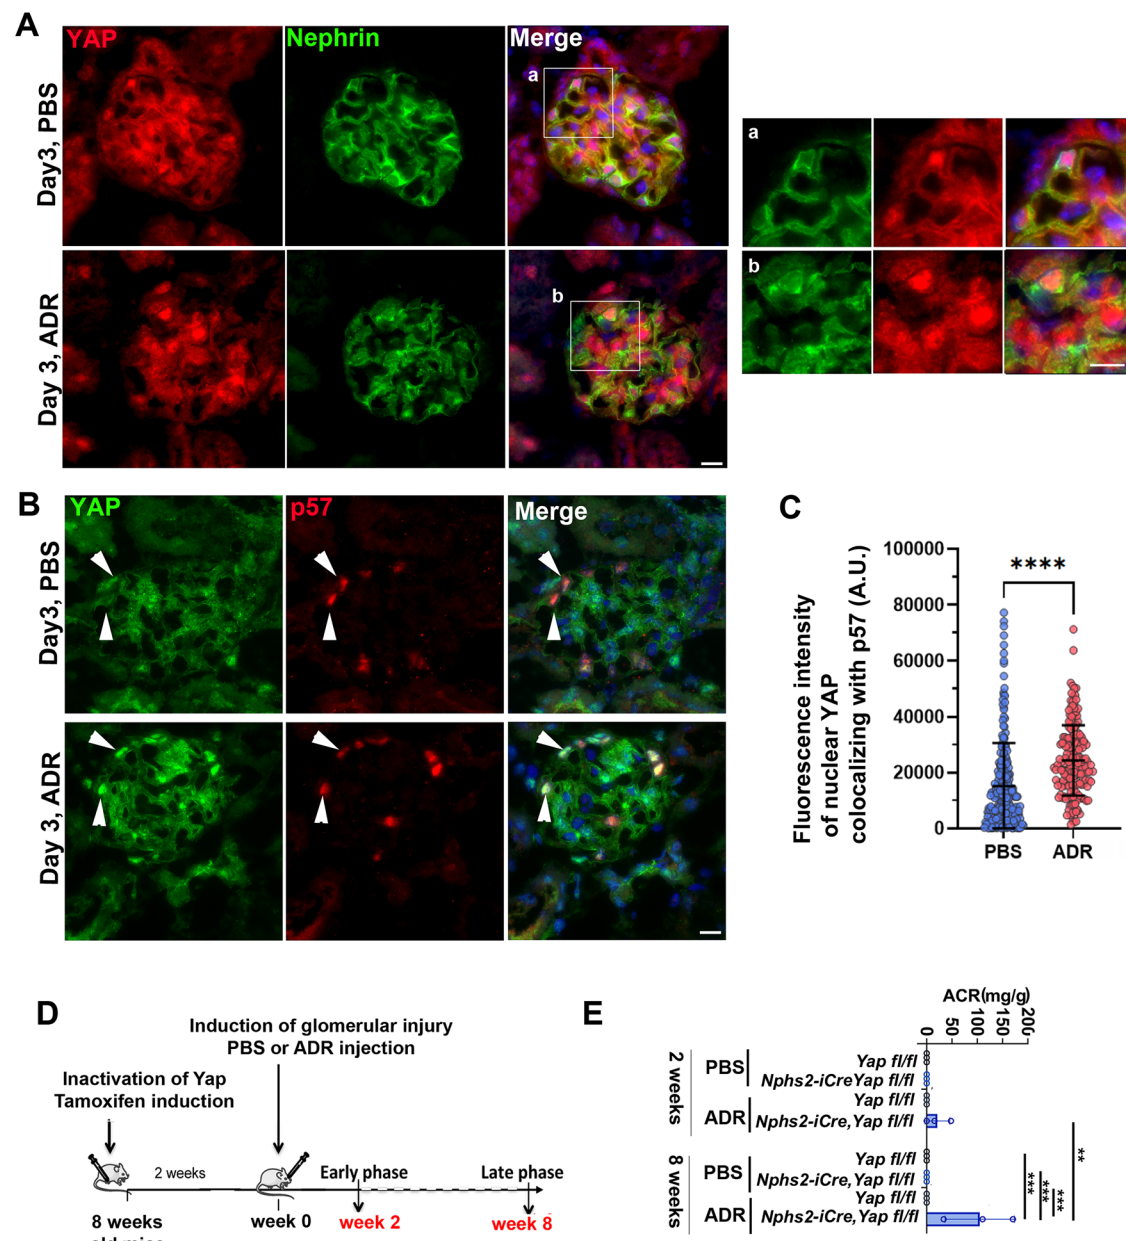 A
YAP
Nephrin
Merge
Day3, PBS
a
a
b
Day 3, ADR
b
B
YAP
p57
Merge
Day3, PBS
Day 3, ADR
C
Fluorescence intensity
of nuclear YAP
colocalizing with p57 (A.U.)
100000
80000
60000
40000
20000
0
****
PBS
ADR
D
Induction of glomerular injury
PBS or ADR injection
Inactivation of Yap
Tamoxifen induction
2 weeks
Early phase
Late phase
8 weeks
week 0
week 2
week 8
E
ACR(mg/g)
0
50
100
150
200
2 weeks
PBS
Yap fl/fl
Nphs2-iCreYap fl/fl
ADR
Yap fl/fl
Nphs2-iCre,Yap fl/fl
8 weeks
PBS
Yap fl/fl
Nphs2-iCre,Yap fl/fl
ADR
Yap fl/fl
Nphs2-iCre,Yap fl/fl
***
***
***
**